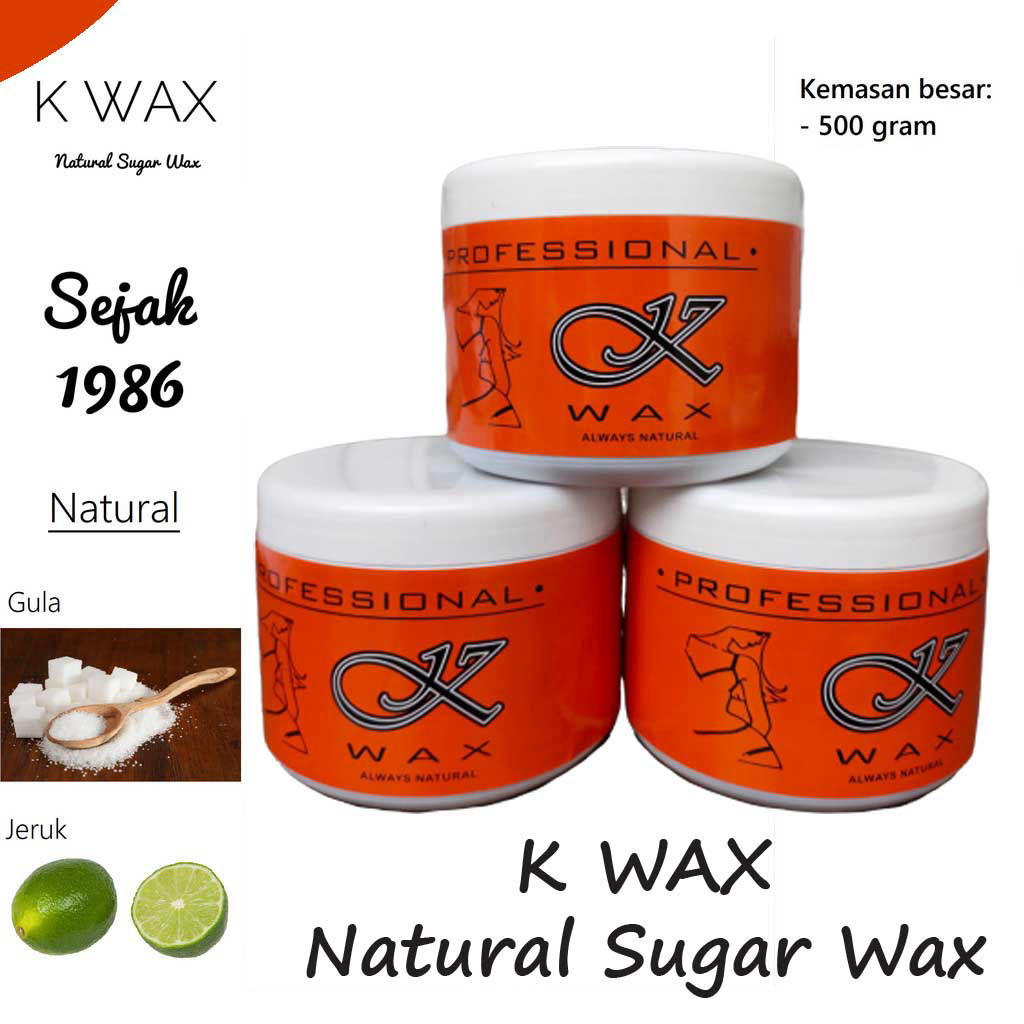 K WAX
Natural Sugar Wax
Kemasan besar:
- 500 gram
Sejak
1986
Natural
Gula
Jeruk
PROFESSIONAL •
K
WAX
ALWAYS NATURAL
PROFESSIONAL •
K
WAX
ALWAYS NATURAL
• PROFESSIONAL
K
WAX
ALWAYS NATURAL
K WAX
Natural Sugar Wax